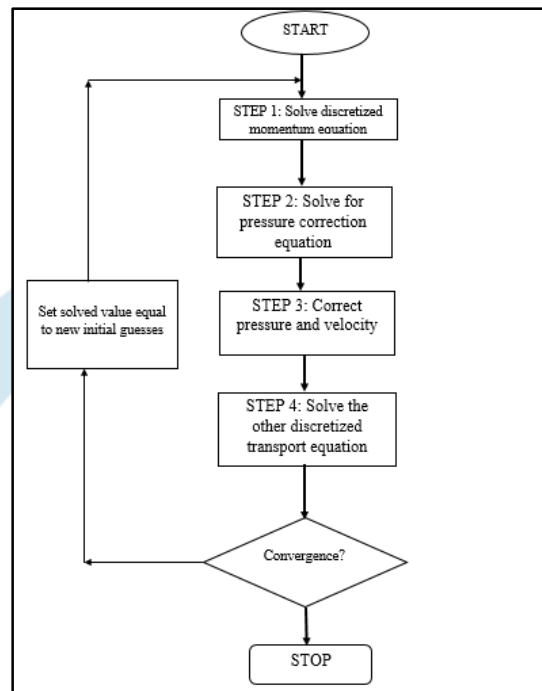 START
STEP 1: Solve discretized
momentum equation
STEP 2: Solve for
pressure correction
equation
Set solved value equal
to new initial guesses
STEP 3: Correct
pressure and velocity
STEP 4: Solve the
other discretized
transport equation
Convergence?
STOP